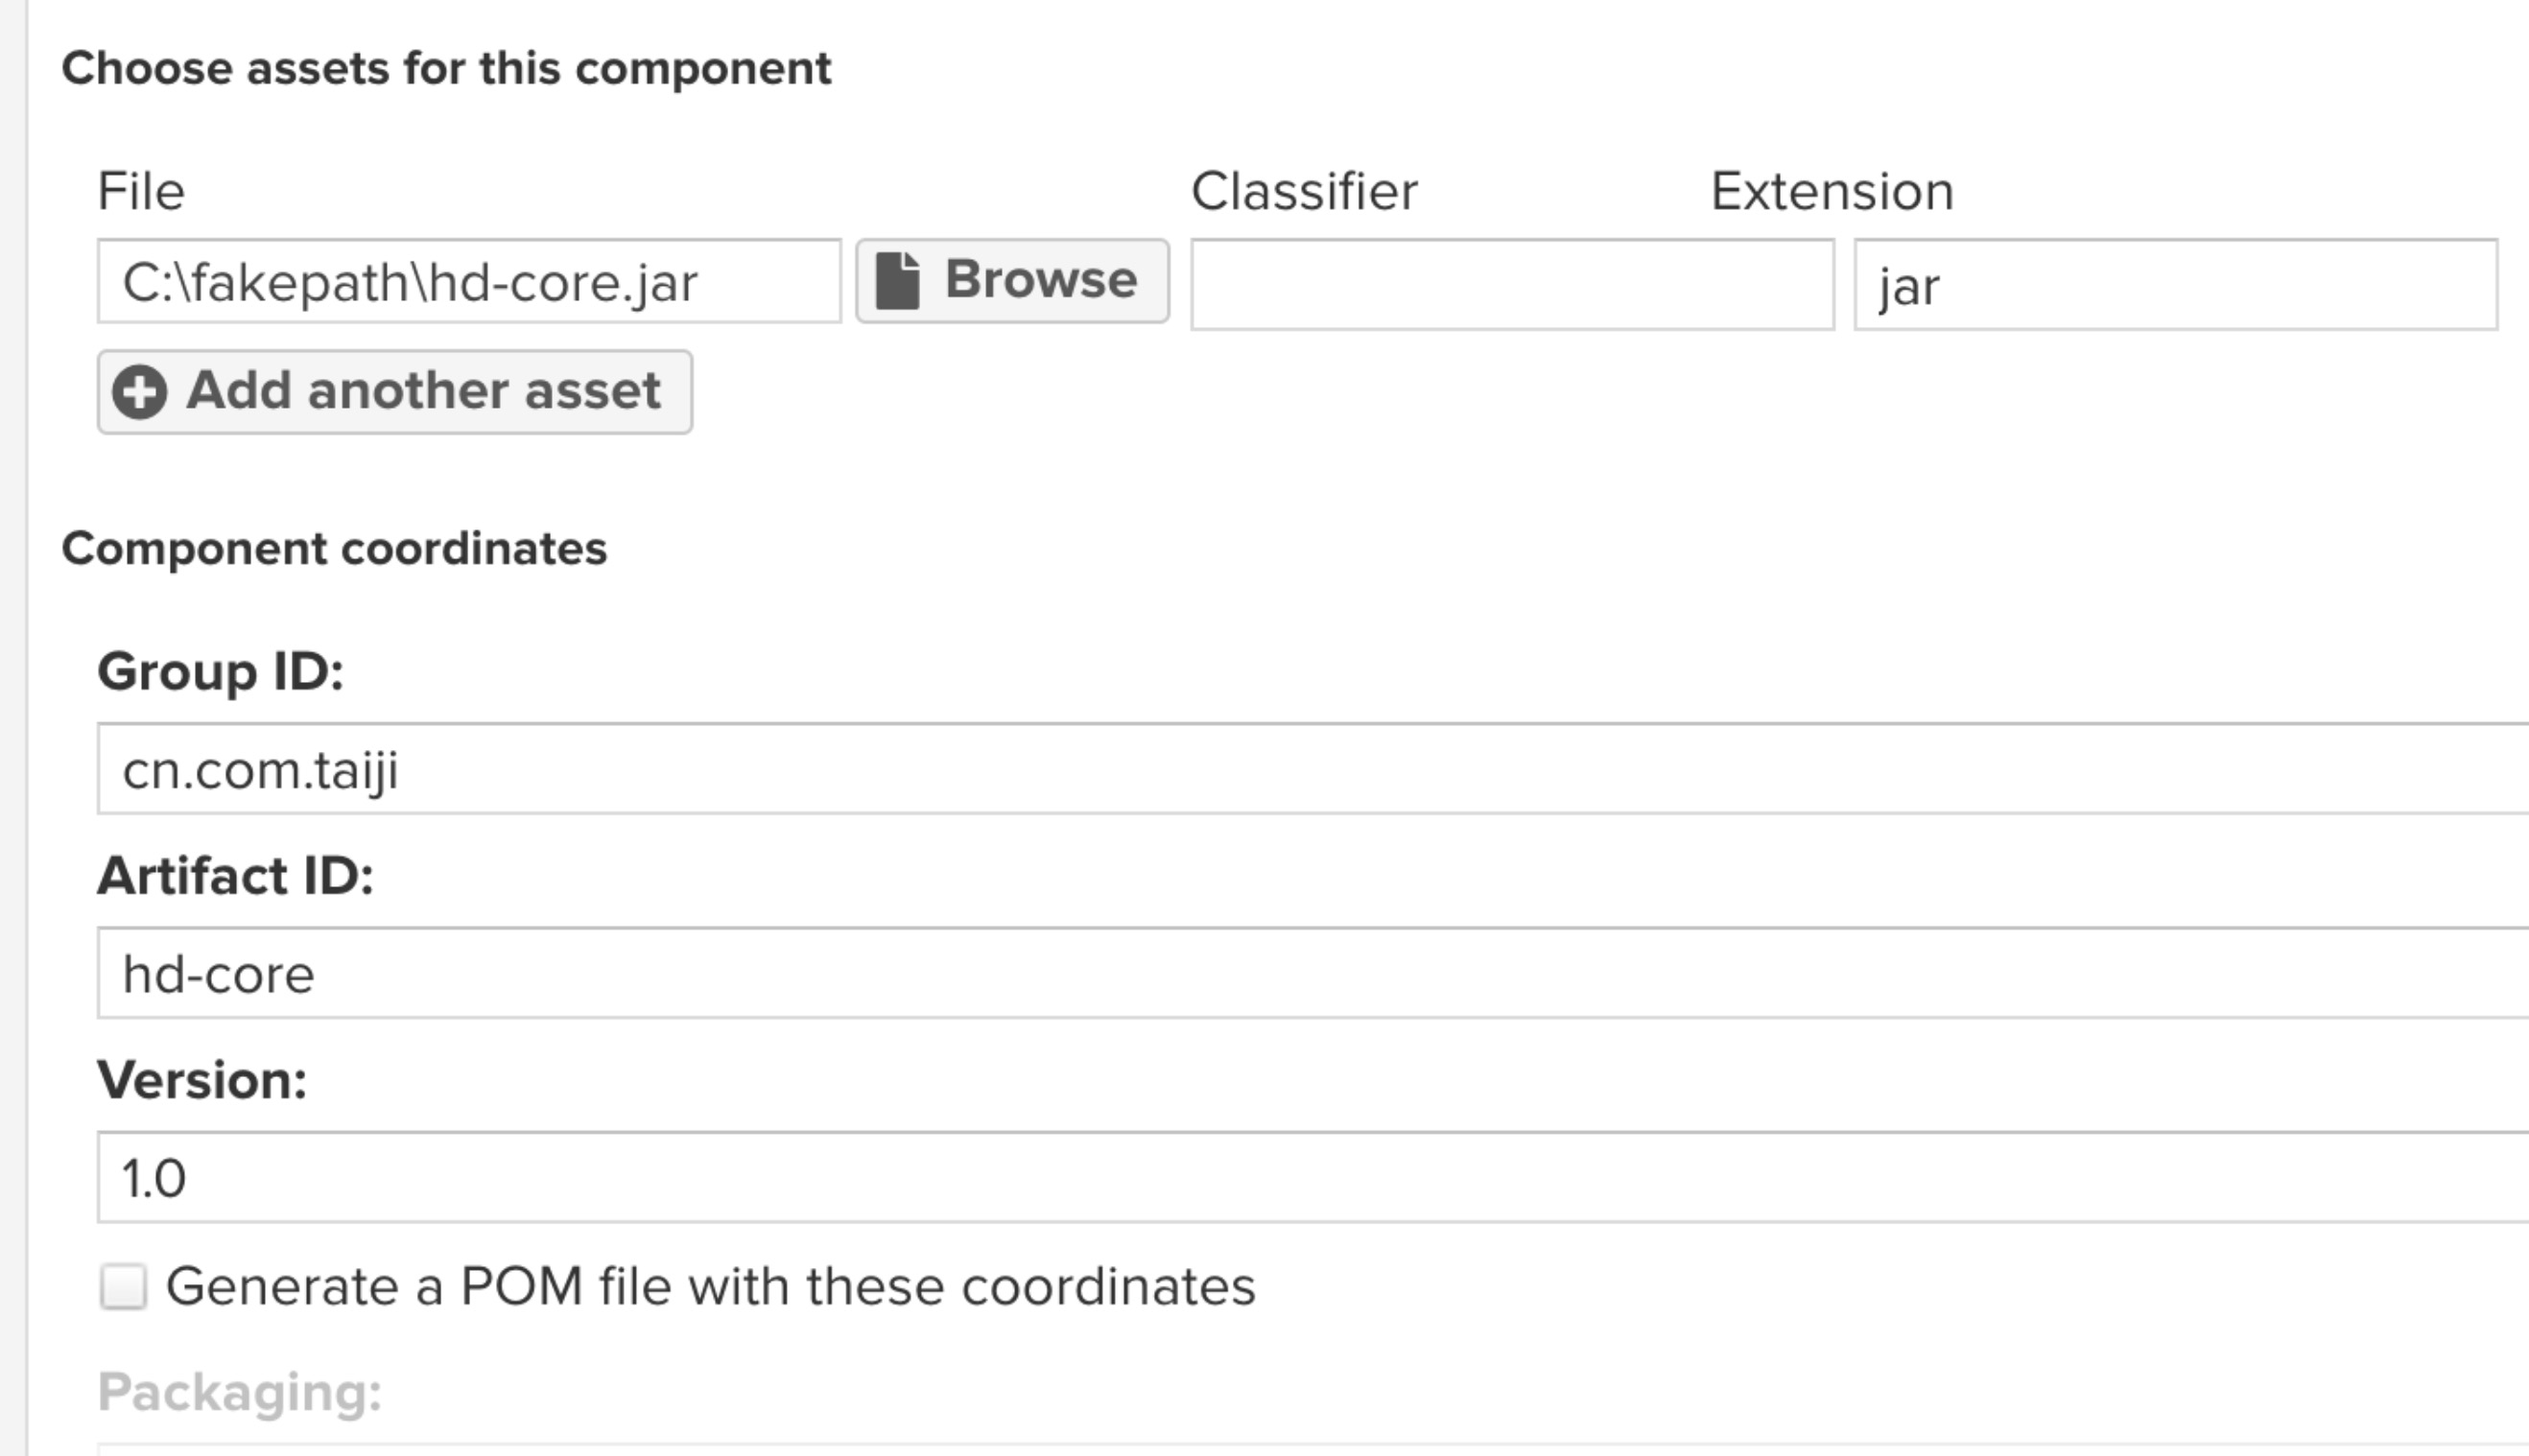 Choose assets for this component
File Classifier Extension
C:\fakepath\hd-core.jar Browse jar
Add another asset
Component coordinates
Group ID:
cn.com.taiji
Artifact ID:
hd-core
Version:
1.0
Generate a POM file with these coordinates
Packaging: